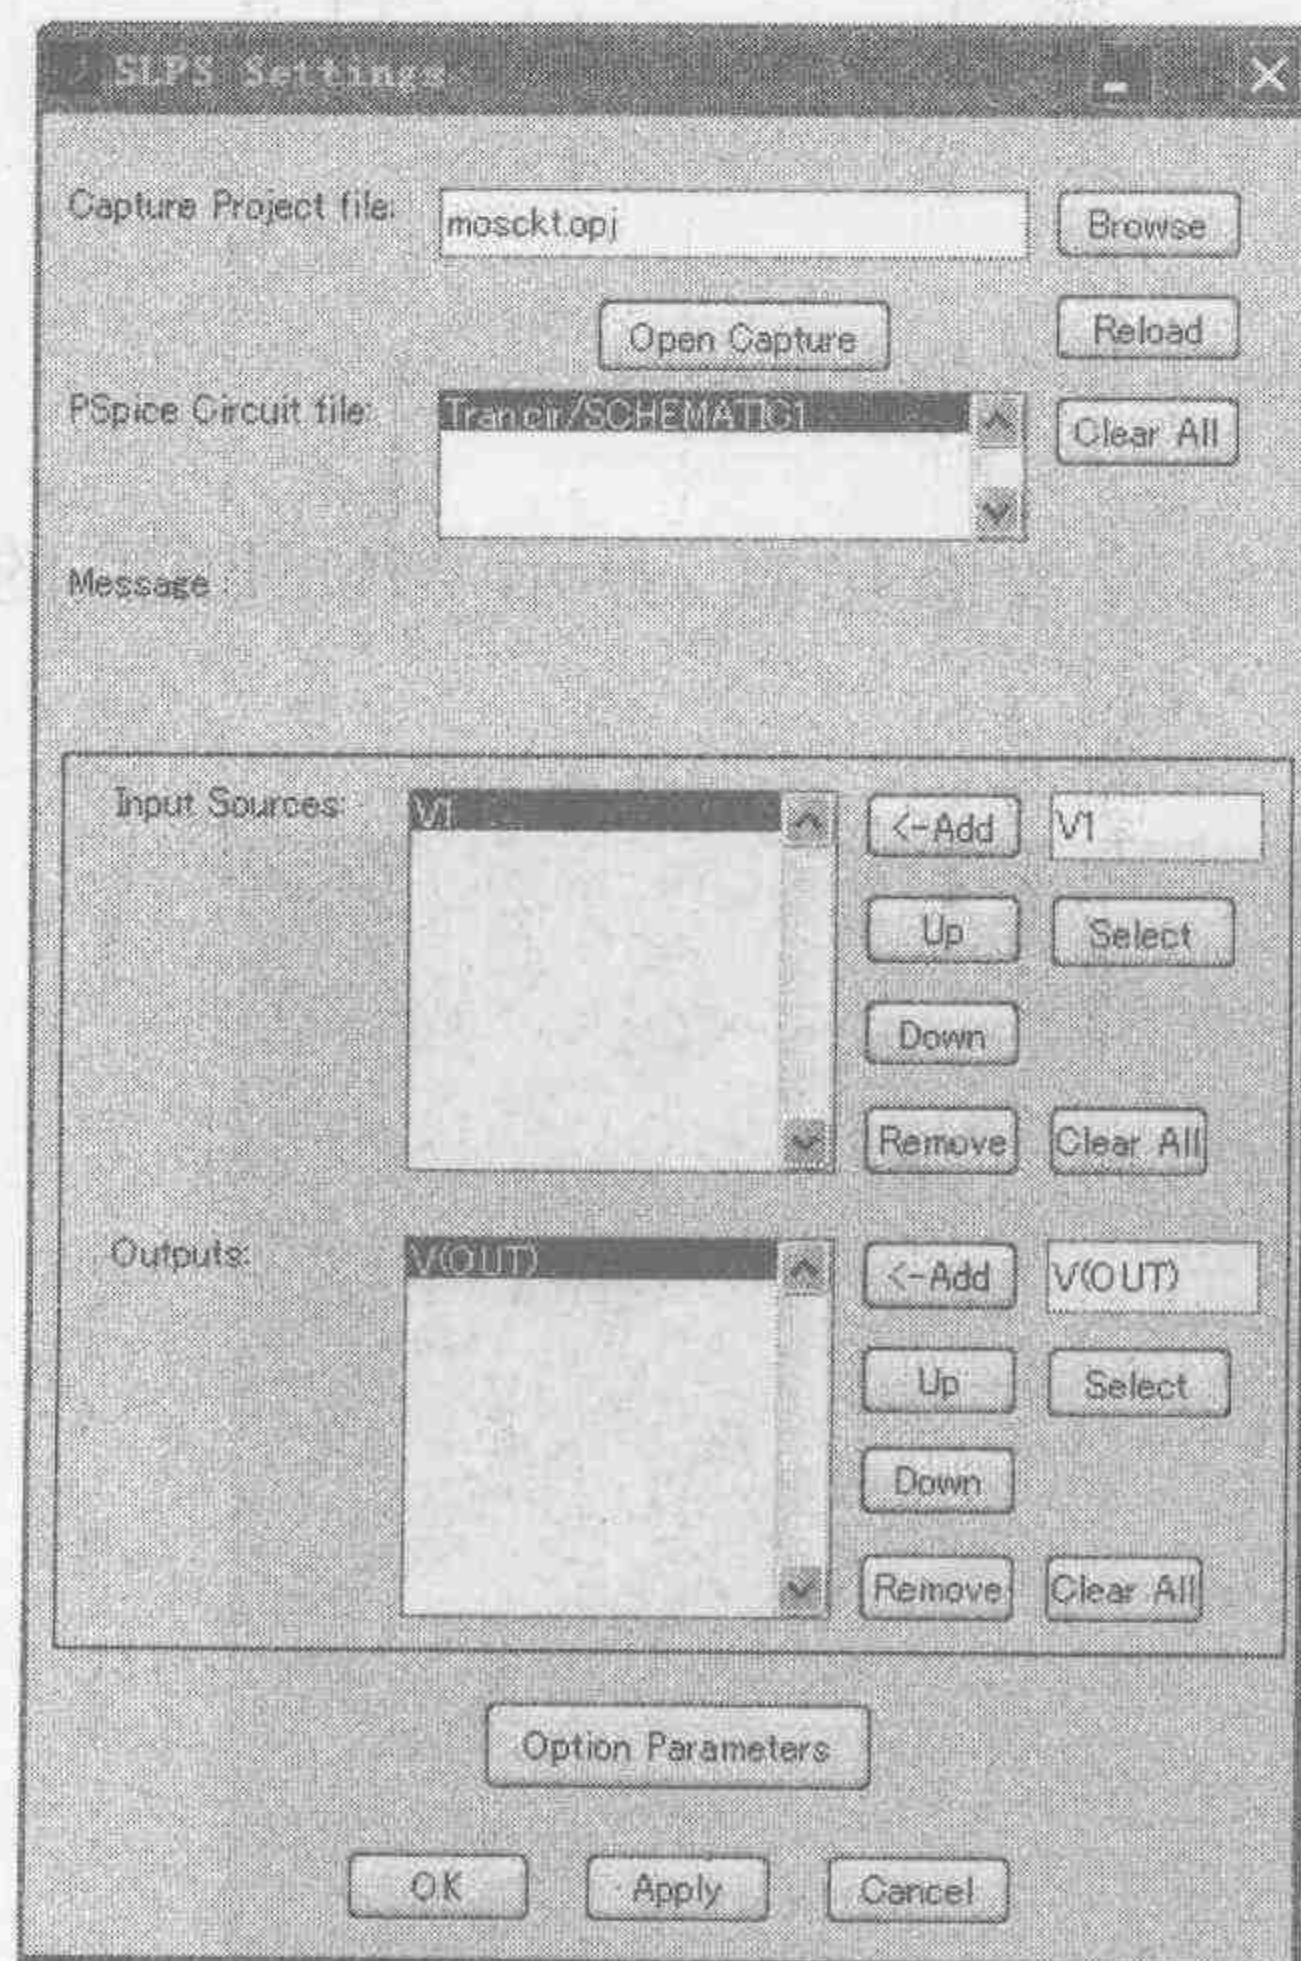 SLPS Settings
Capture Project file: mosckt.opj Browse
Open Capture Reload
PSpice Circuit file: Trancir/SCHEMATIC1 Clear All
Message :
Input Sources: V1 <-Add V1
Up Select
Down
Remove Clear All
Outputs: V(OUT) <-Add V(OUT)
Up Select
Down
Remove Clear All
Option Parameters
OK Apply Cancel